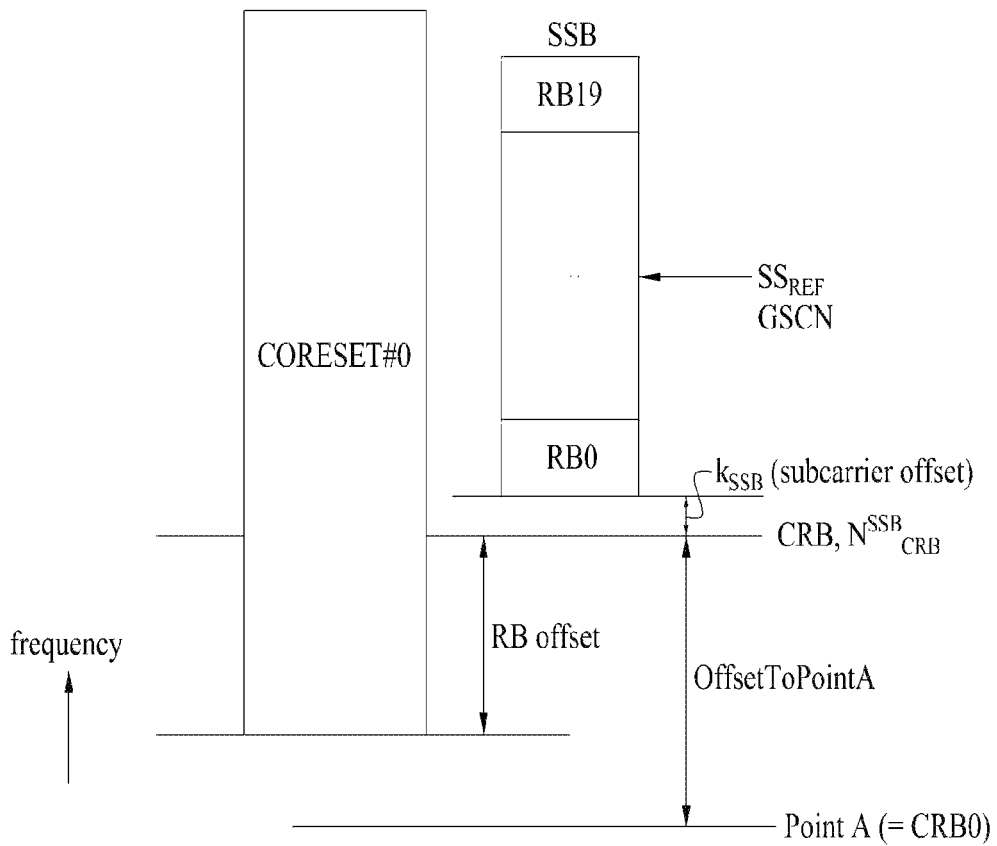 SSB
RB19
SS_REF
GSCN
CORESET#0
RB0
k_SSB (subcarrier offset)
CRB, N^SSB_CRB
RB offset
frequency
OffsetToPointA
Point A (= CRB0)